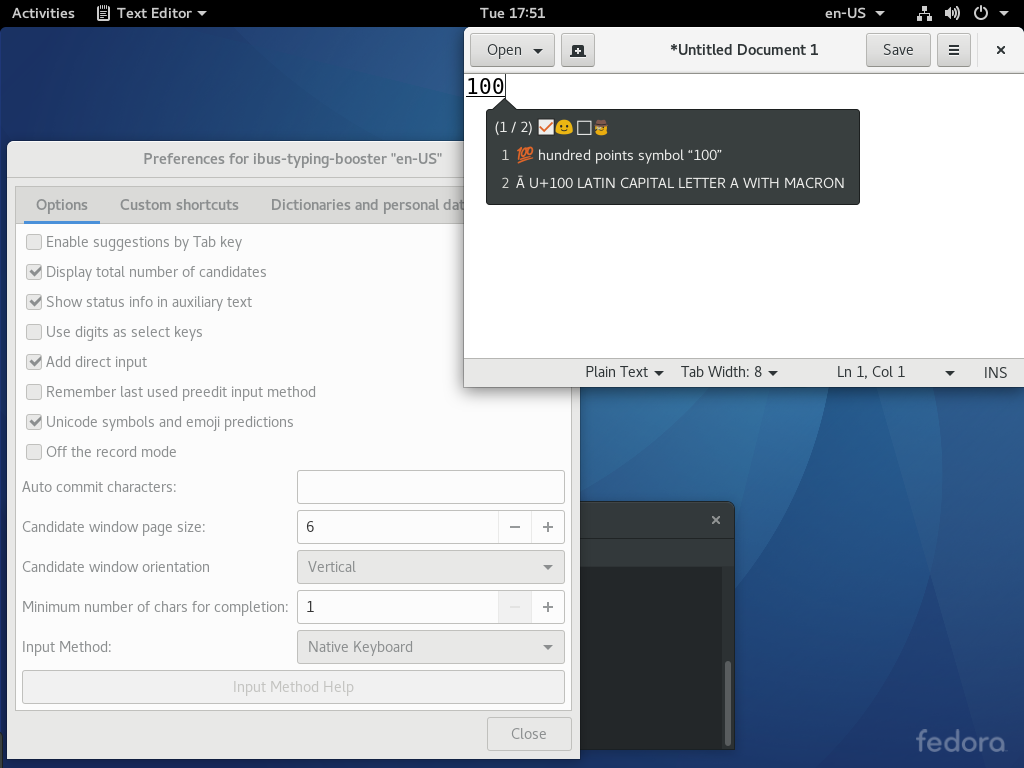 Activities Text Editor Tue 17:51 en-US
Open *Untitled Document 1 Save
100
(1 / 2)
1 💯 hundred points symbol “100”
2 Ā U+100 LATIN CAPITAL LETTER A WITH MACRON
Plain Text Tab Width: 8 Ln 1, Col 1 INS
Preferences for ibus-typing-booster "en-US"
Options Custom shortcuts Dictionaries and personal dat
Enable suggestions by Tab key
Display total number of candidates
Show status info in auxiliary text
Use digits as select keys
Add direct input
Remember last used preedit input method
Unicode symbols and emoji predictions
Off the record mode
Auto commit characters:
Candidate window page size: 6
Candidate window orientation Vertical
Minimum number of chars for completion: 1
Input Method: Native Keyboard
Input Method Help
Close
fedora